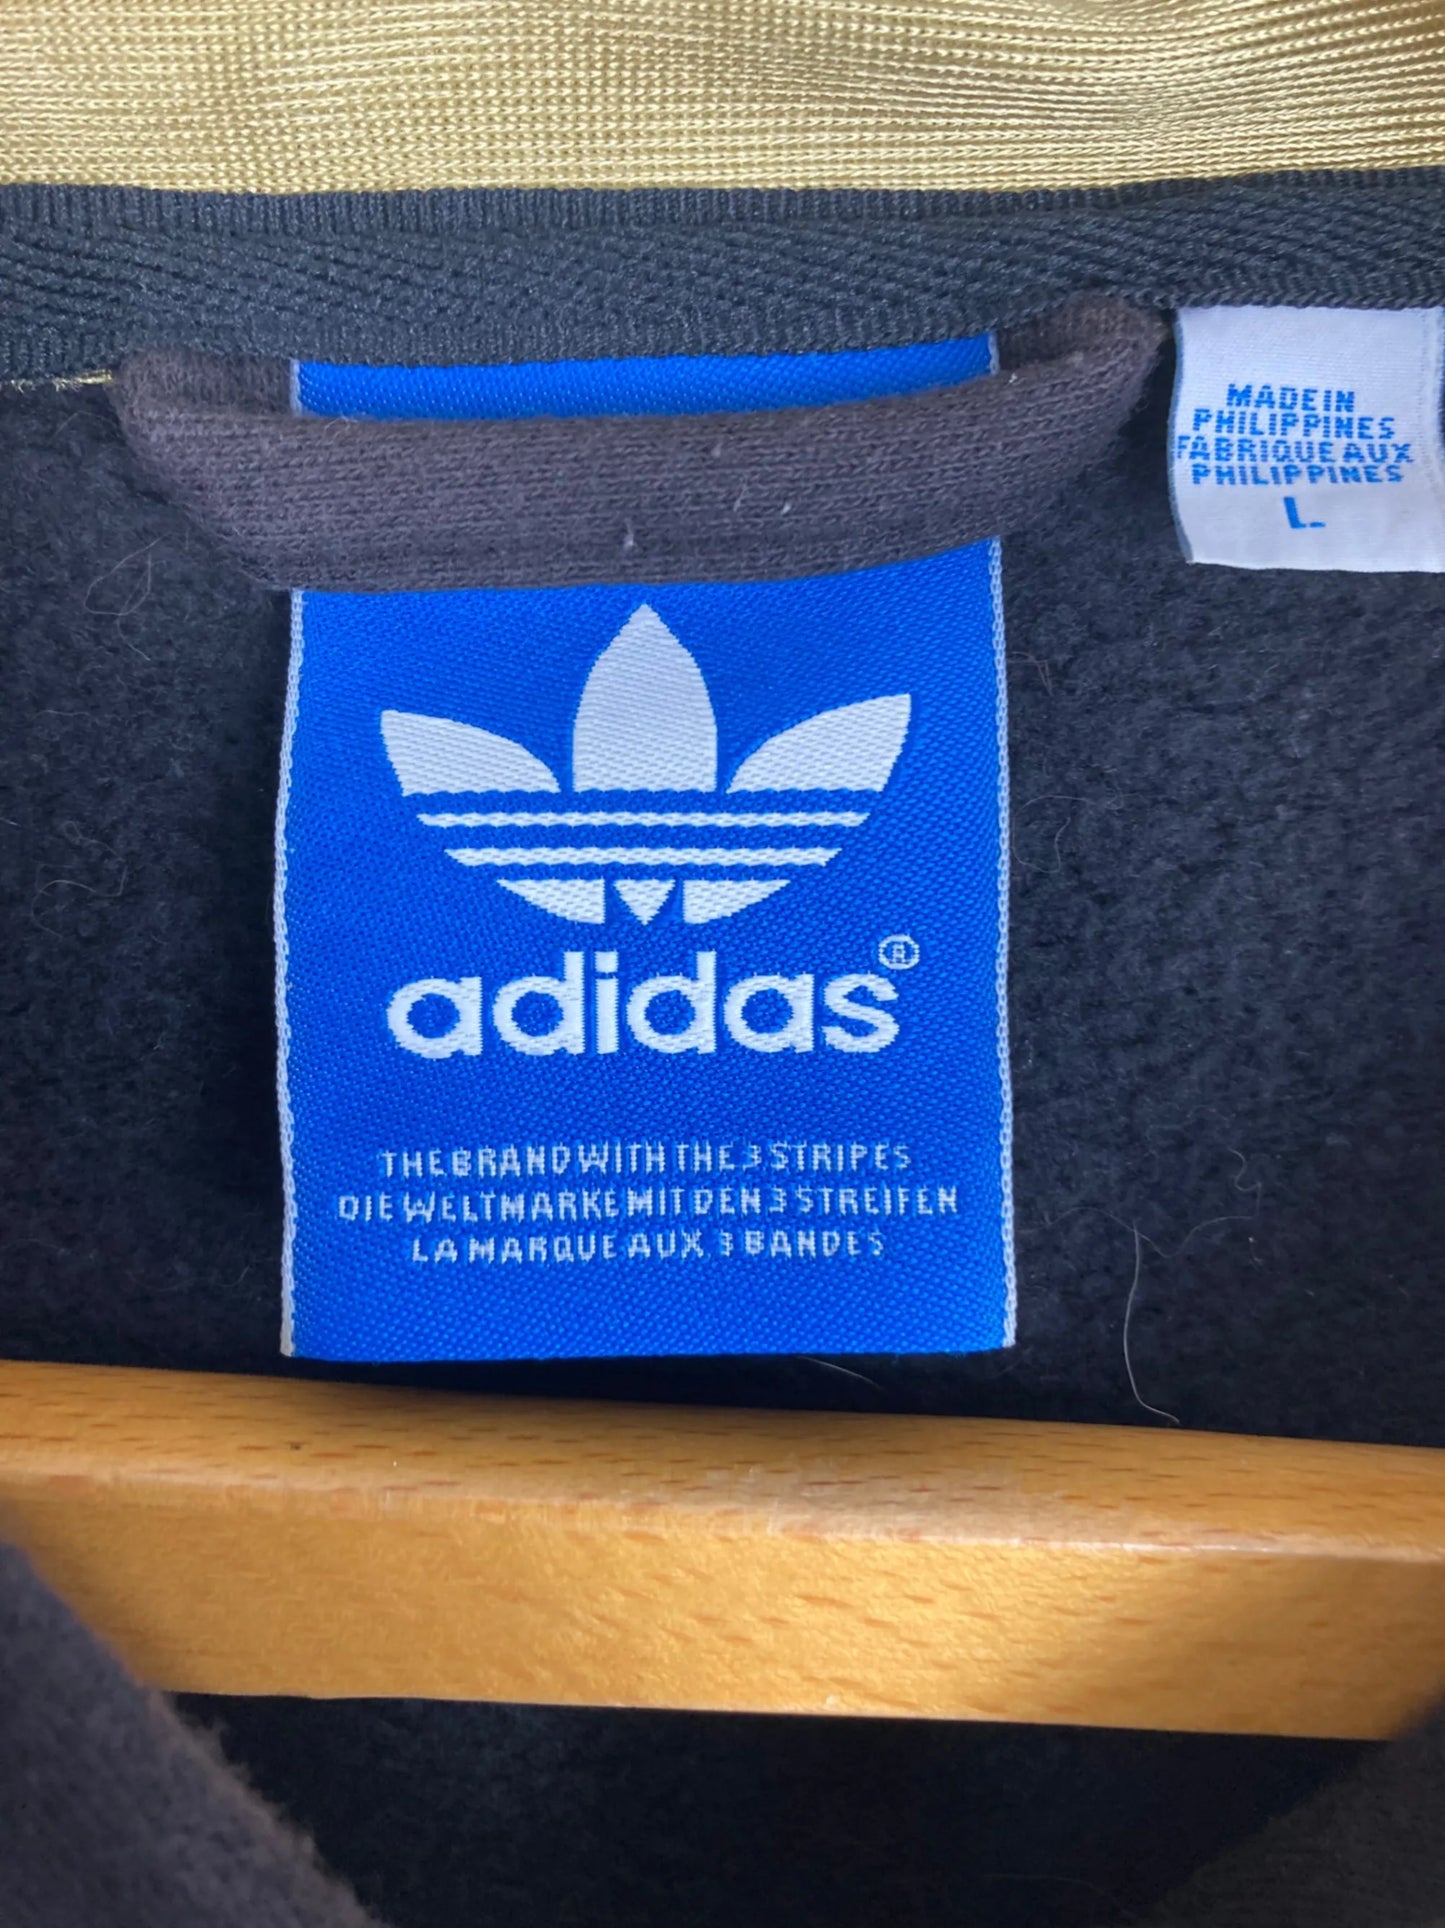 MADE IN
PHILIPPINES
FABRIQUE AUX
PHILIPPINES
L
adidas®
THE BRAND WITH THE 3 STRIPES
DIE WELTMARKE MIT DEN 3 STREIFEN
LA MARQUE AUX 3 BANDES